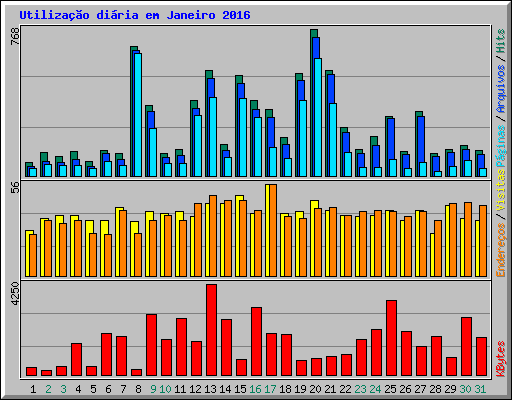 Utilização diária em Janeiro 2016
768
56
4250
Endereços / Visitas Páginas / Arquivos / Hits
KBytes
1 2 3 4 5 6 7 8 9 10 11 12 13 14 15 16 17 18 19 20 21 22 23 24 25 26 27 28 29 30 31